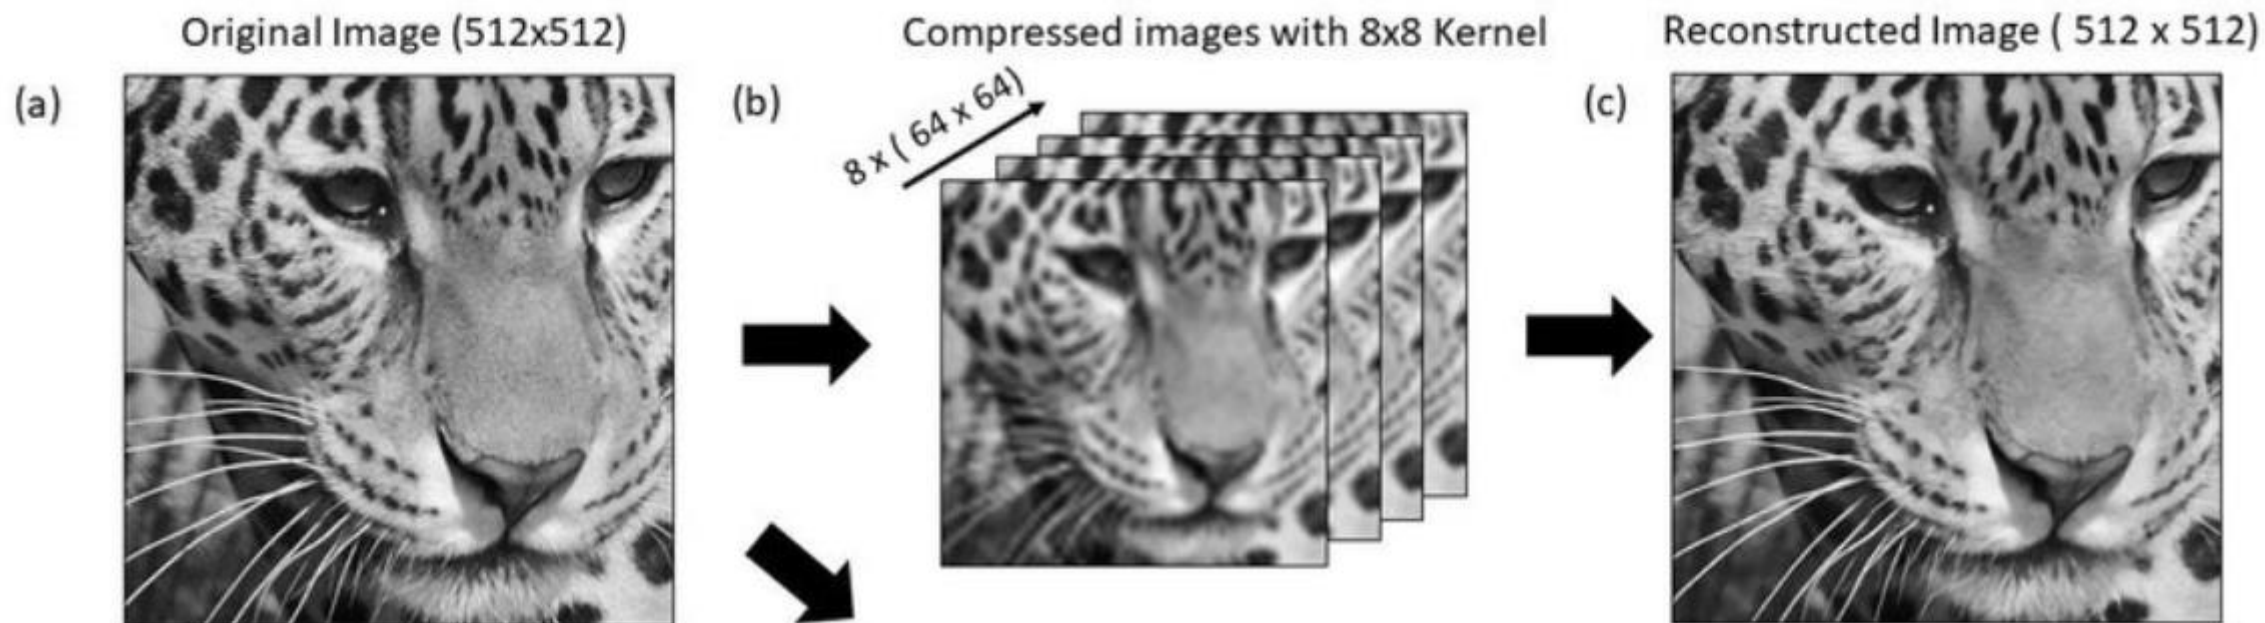 Original Image (512x512)
Compressed images with 8x8 Kernel
Reconstructed Image ( 512 x 512)
(a)
(b)
8 x ( 64 x 64)
(c)